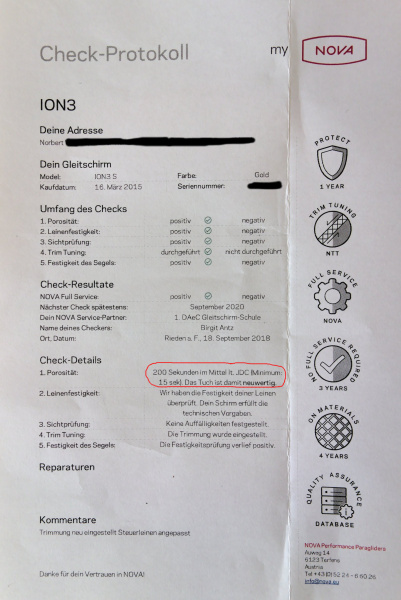 Check-Protokoll
my NOVA
ION3
Deine Adresse
Norbert
Dein Gleitschirm
Model: ION3 S Farbe: Gold
Kaufdatum: 16. März 2015 Seriennummer:
Umfang des Checks
1. Porosität: positiv negativ
2. Leinenfestigkeit: positiv negativ
3. Sichtprüfung: positiv negativ
4. Trim Tuning: durchgeführt nicht durchgeführt
5. Festigkeit des Segels: positiv negativ
Check-Resultate
NOVA Full Service: positiv negativ
Nächster Check spätestens: September 2020
Dein NOVA Service-Partner: 1. DAeC Gleitschirm-Schule
Name deines Checkers: Birgit Antz
Ort, Datum: Rieden a. F., 18. September 2018
Check-Details
1. Porosität: 200 Sekunden im Mittel lt. JDC (Minimum
15 sek). Das Tuch ist damit neuwertig.
2. Leinenfestigkeit: Wir haben die Festigkeit deiner Leinen
überprüft. Dein Schirm erfüllt die
technischen Vorgaben.
3. Sichtprüfung: Keine Auffälligkeiten festgestellt.
4. Trim Tuning: Die Trimmung wurde eingestellt.
5. Festigkeit des Segels: Die Festigkeitsprüfung verlief positiv.
Reparaturen
Kommentare
Trimmung neu eingestellt Steuerleinen angepasst
Danke für dein Vertrauen in NOVA!
PROTECT
1 YEAR
TRIM TUNING
NTT
FULL SERVICE
NOVA
NO FULL SERVICE REQUIRED
3 YEARS
ON MATERIALS
4 YEARS
QUALITY ASSURANCE
DATABASE
NOVA Performance Paragliders
Auweg 14
6123 Terfens
Austria
info@nova.eu